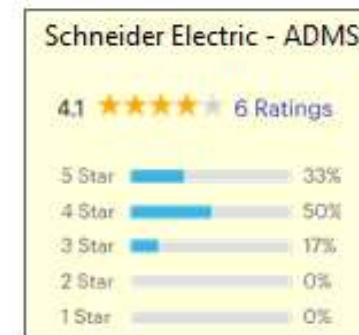 Schneider Electric - ADMS
4.1 6 Ratings
5 Star 33%
4 Star 50%
3 Star 17%
2 Star 0%
1 Star 0%